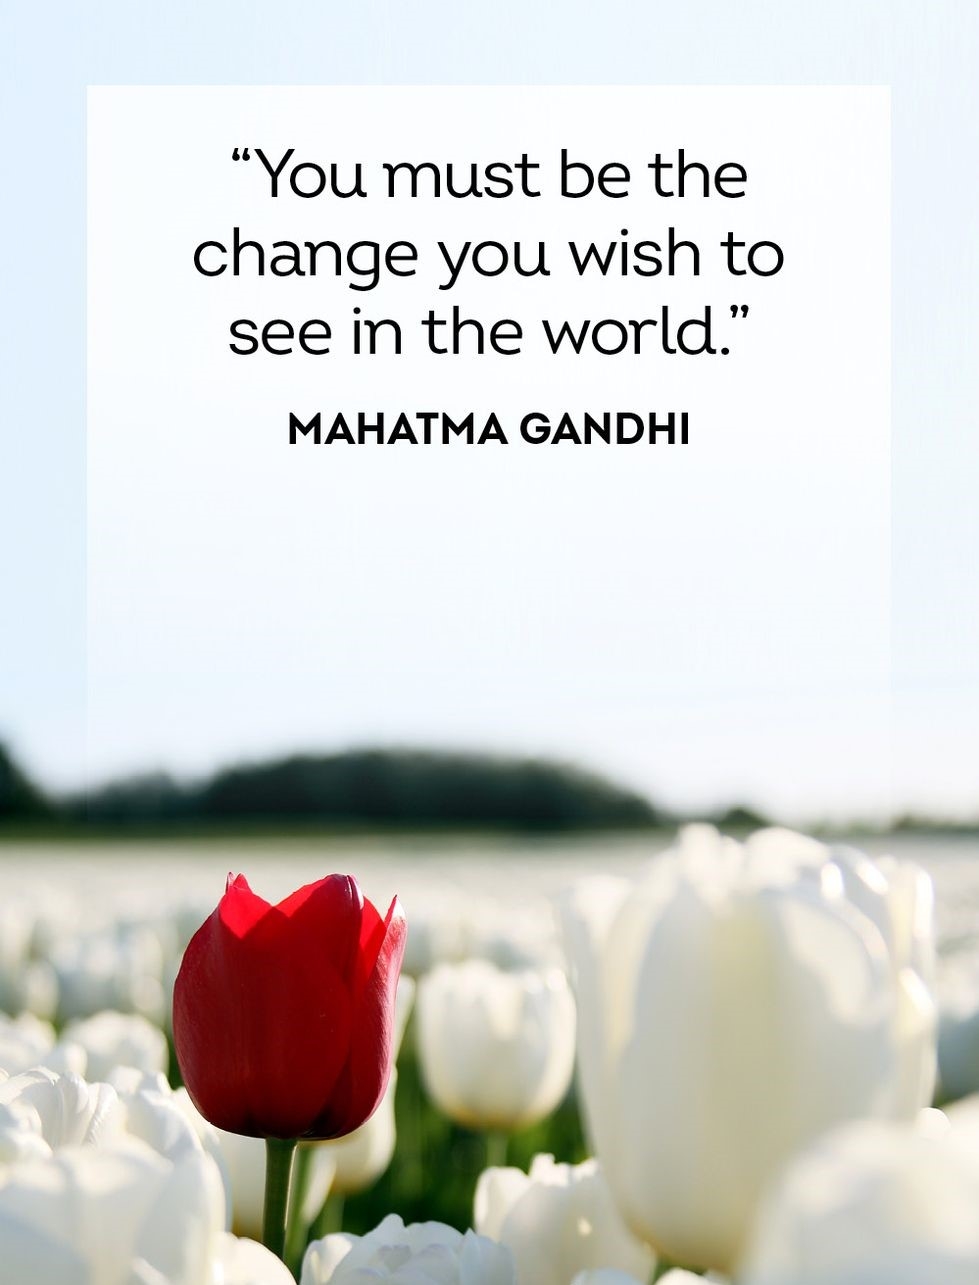 “You must be the
change you wish to
see in the world.”
MAHATMA GANDHI